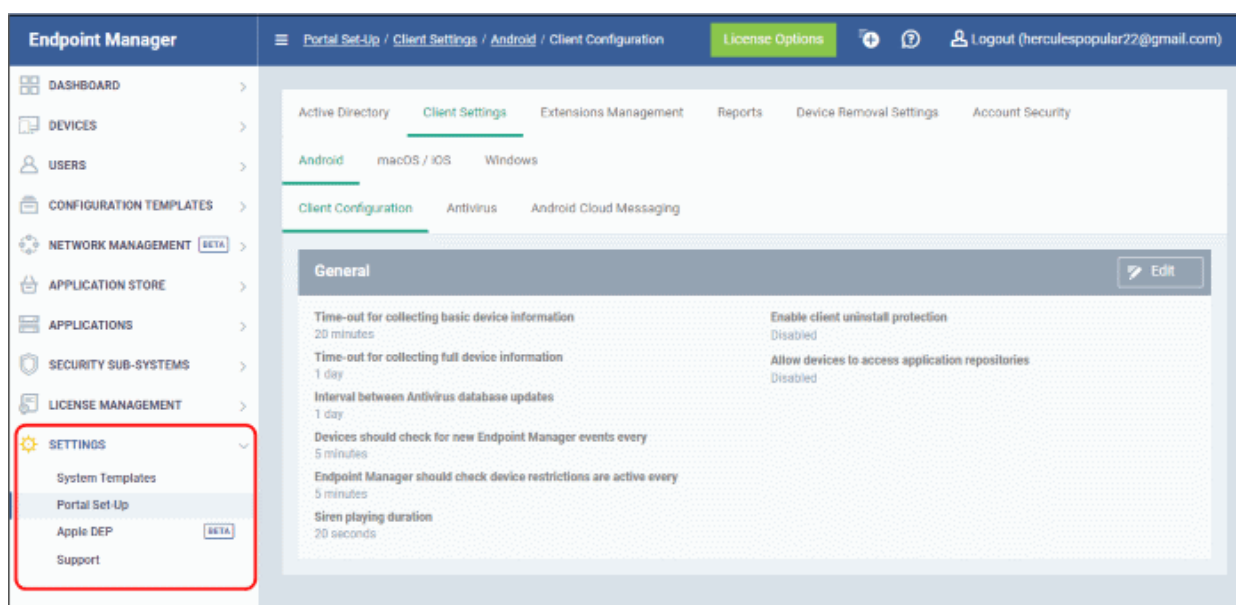 Endpoint Manager
Portal Set-Up / Client Settings / Android / Client Configuration
License Options
Logout (herculespopular22@gmail.com)
DASHBOARD
DEVICES
USERS
CONFIGURATION TEMPLATES
NETWORK MANAGEMENT BETA
APPLICATION STORE
APPLICATIONS
SECURITY SUB-SYSTEMS
LICENSE MANAGEMENT
SETTINGS
System Templates
Portal Set-Up
Apple DEP BETA
Support
Active Directory Client Settings Extensions Management Reports Device Removal Settings Account Security
Android macOS / iOS Windows
Client Configuration Antivirus Android Cloud Messaging
General
Edit
Time-out for collecting basic device information
20 minutes
Time-out for collecting full device information
1 day
Interval between Antivirus database updates
1 day
Devices should check for new Endpoint Manager events every
5 minutes
Endpoint Manager should check device restrictions are active every
5 minutes
Siren playing duration
20 seconds
Enable client uninstall protection
Disabled
Allow devices to access application repositories
Disabled